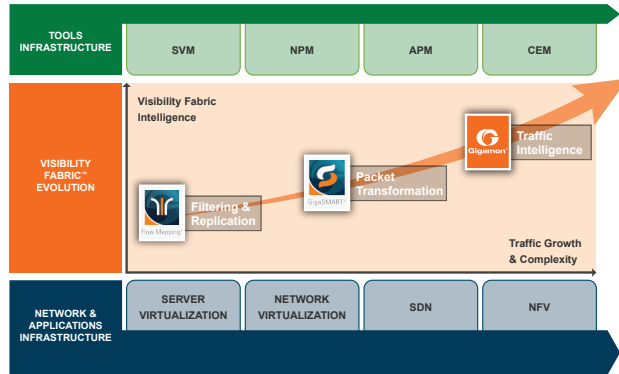 TOOLS
INFRASTRUCTURE
SVM
NPM
APM
CEM
VISIBILITY
FABRIC™
EVOLUTION
Visibility Fabric
Intelligence
Flow Mapping™
Filtering &
Replication
GigaSMART®
Packet
Transformation
Gigamon®
Traffic
Intelligence
Traffic Growth
& Complexity
NETWORK &
APPLICATIONS
INFRASTRUCTURE
SERVER
VIRTUALIZATION
NETWORK
VIRTUALIZATION
SDN
NFV